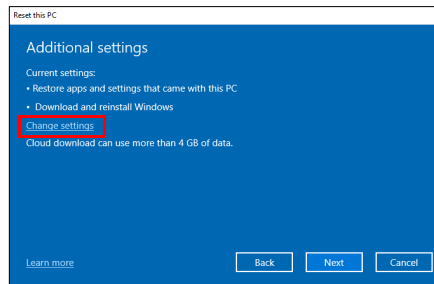 Reset this PC
Additional settings
Current settings:
• Restore apps and settings that came with this PC
• Download and reinstall Windows
Change settings
Cloud download can use more than 4 GB of data.
Learn more
Back
Next
Cancel